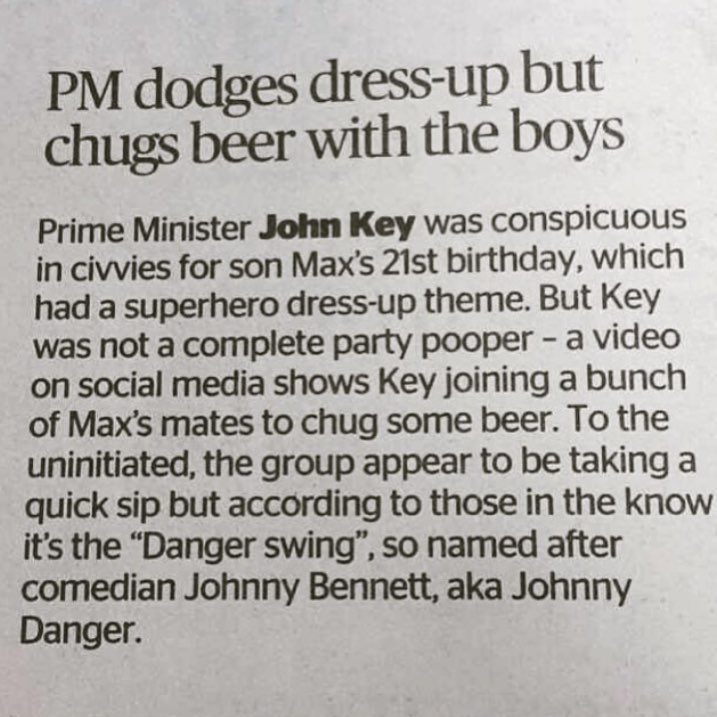 PM dodges dress-up but
chugs beer with the boys
Prime Minister John Key was conspicuous
in civvies for son Max's 21st birthday, which
had a superhero dress-up theme. But Key
was not a complete party pooper – a video
on social media shows Key joining a bunch
of Max's mates to chug some beer. To the
uninitiated, the group appear to be taking a
quick sip but according to those in the know
it's the “Danger swing”, so named after
comedian Johnny Bennett, aka Johnny
Danger.